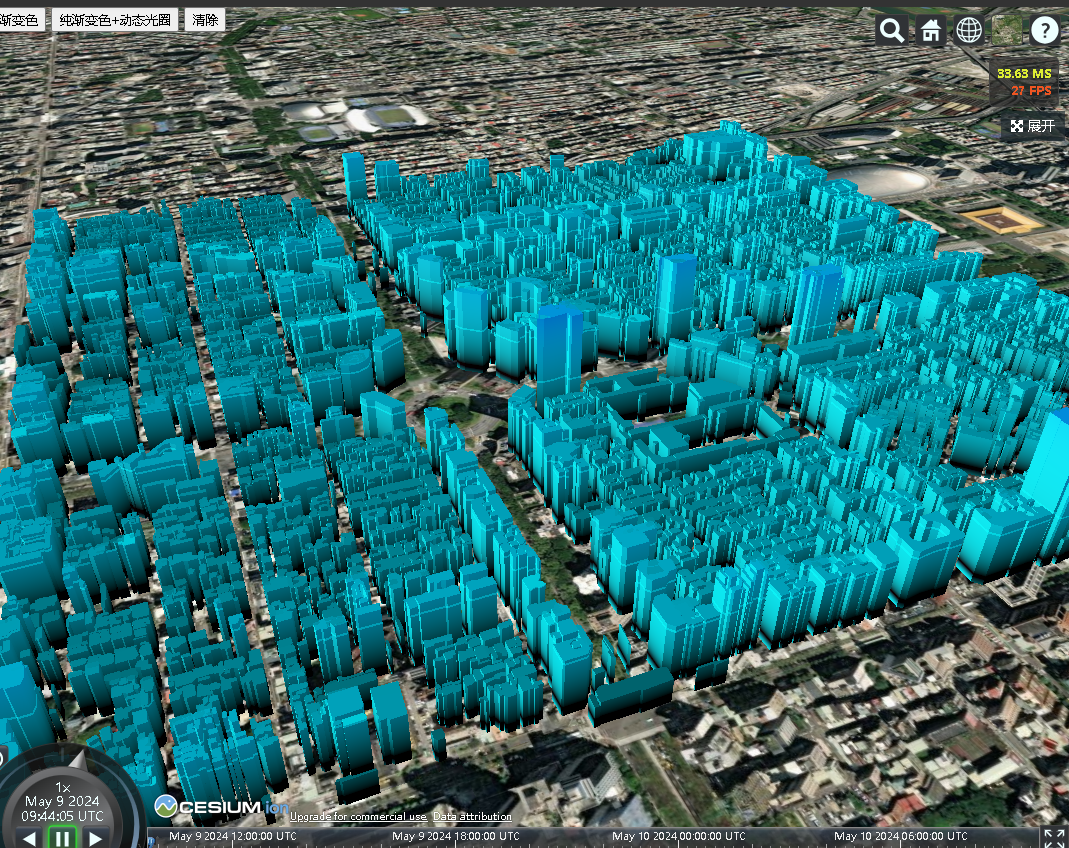 渐变色
纯渐变色+动态光圈
清除
?
33.63 MS
27 FPS
展开
1x
May 9 2024
09:44:05 UTC
CESIUM ion
Upgrade for commercial use. Data attribution
May 9 2024 12:00:00 UTC
May 9 2024 18:00:00 UTC
May 10 2024 00:00:00 UTC
May 10 2024 06:00:00 UTC